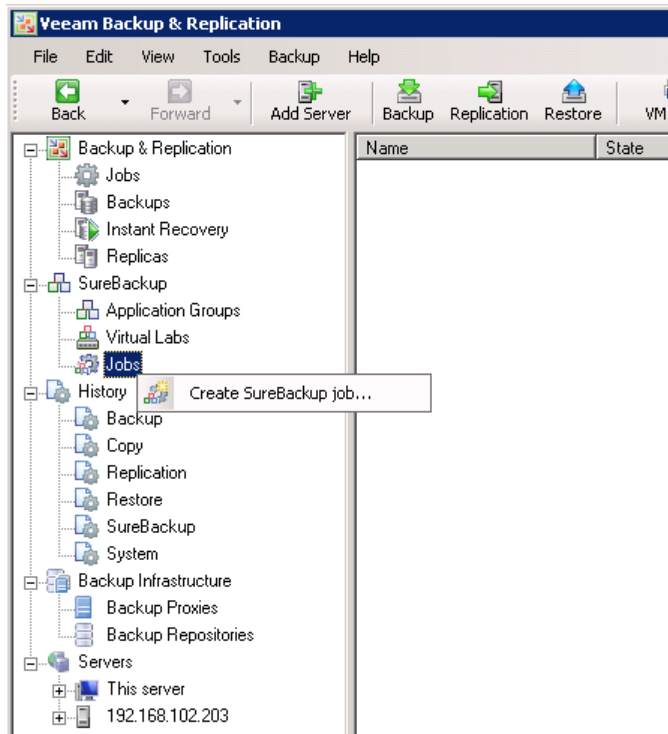 Veeam Backup & Replication
File Edit View Tools Backup Help
Back Forward Add Server Backup Replication Restore VM
Name State
Backup & Replication
Jobs
Backups
Instant Recovery
Replicas
SureBackup
Application Groups
Virtual Labs
Jobs
Create SureBackup job...
History
Backup
Copy
Replication
Restore
SureBackup
System
Backup Infrastructure
Backup Proxies
Backup Repositories
Servers
This server
192.168.102.203